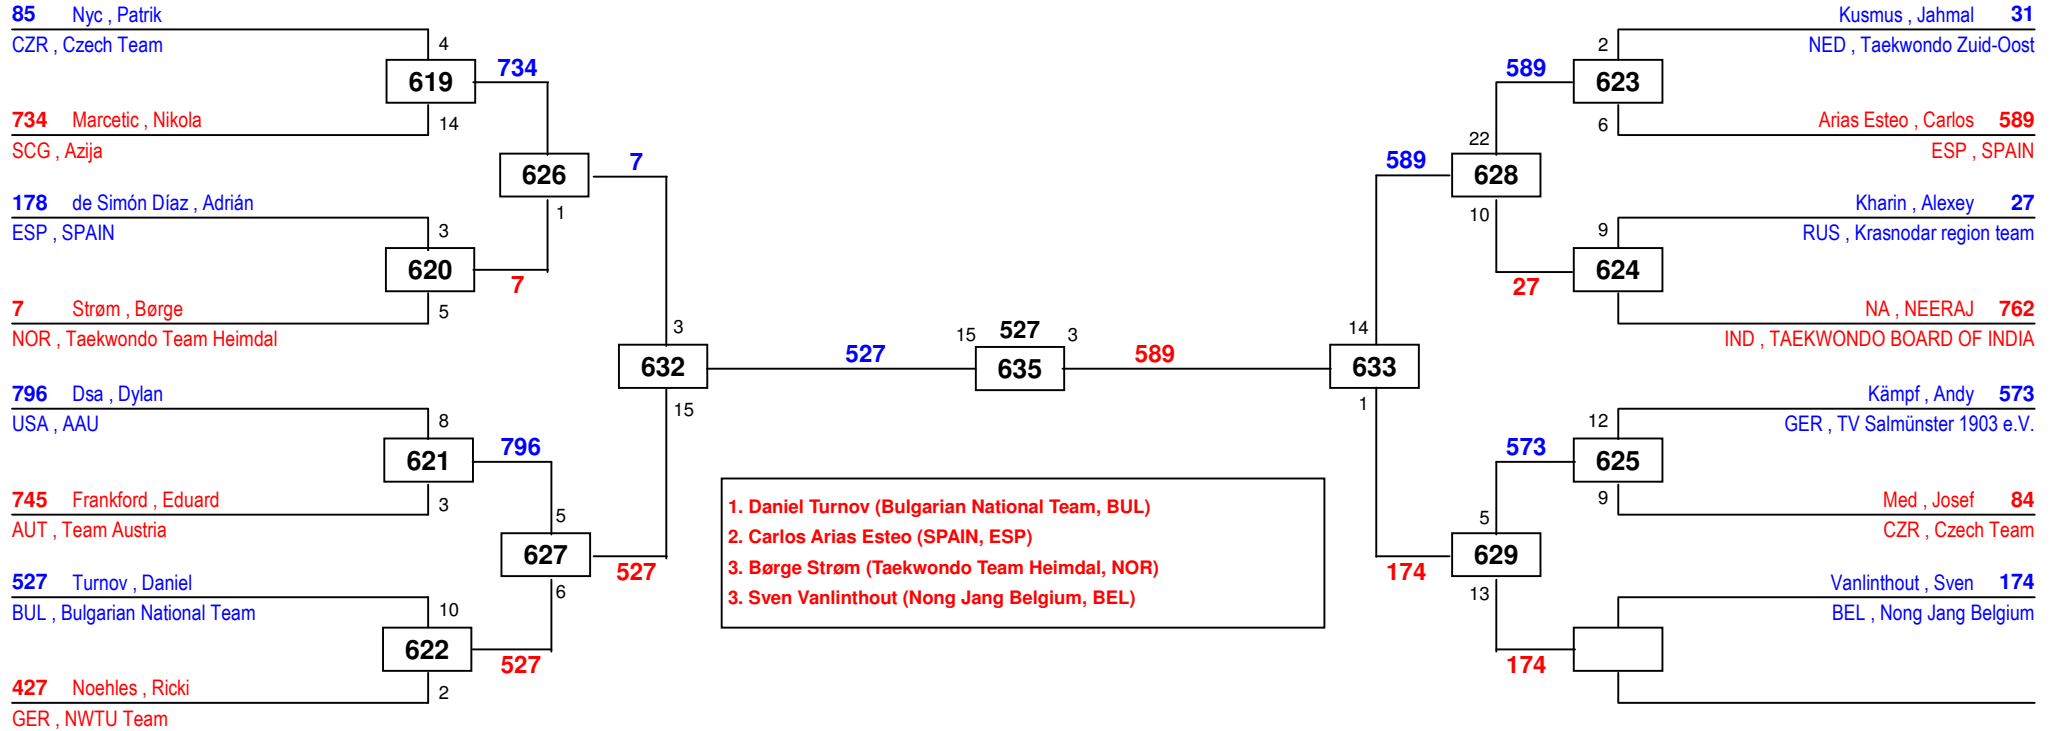 85 Nyc , Patrik
CZR , Czech Team
4
619
734
734 Marcetic , Nikola
14
SCG , Azija
626
7
178 de Simón Díaz , Adrián
1
ESP , SPAIN
3
620
7
7 Strøm , Børge
5
NOR , Taekwondo Team Heimdal
3
632
15
796 Dsa , Dylan
USA , AAU
8
621
796
745 Frankford , Eduard
3
AUT , Team Austria
5
627
527
6
527 Turnov , Daniel
BUL , Bulgarian National Team
10
622
527
427 Noehles , Ricki
2
GER , NWTU Team
527
15 527 3
635
589
1. Daniel Turnov (Bulgarian National Team, BUL)
2. Carlos Arias Esteo (SPAIN, ESP)
3. Børge Strøm (Taekwondo Team Heimdal, NOR)
3. Sven Vanlinthout (Nong Jang Belgium, BEL)
Kusmus , Jahmal 31
2
NED , Taekwondo Zuid-Oost
589
623
6
Arias Esteo , Carlos 589
ESP , SPAIN
22
589
628
10
Kharin , Alexey 27
9
RUS , Krasnodar region team
624
27
NA , NEERAJ 762
IND , TAEKWONDO BOARD OF INDIA
14
633
1
Kämpf , Andy 573
12
GER , TV Salmünster 1903 e.V.
573
625
9
Med , Josef 84
CZR , Czech Team
5
629
174
13
Vanlinthout , Sven 174
BEL , Nong Jang Belgium
174